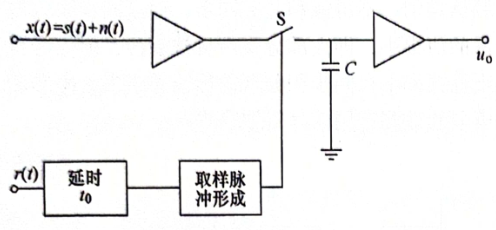 x(t)=s(t)+n(t)
S
C
u₀
r(t)
延时
t₀
取样脉
冲形成